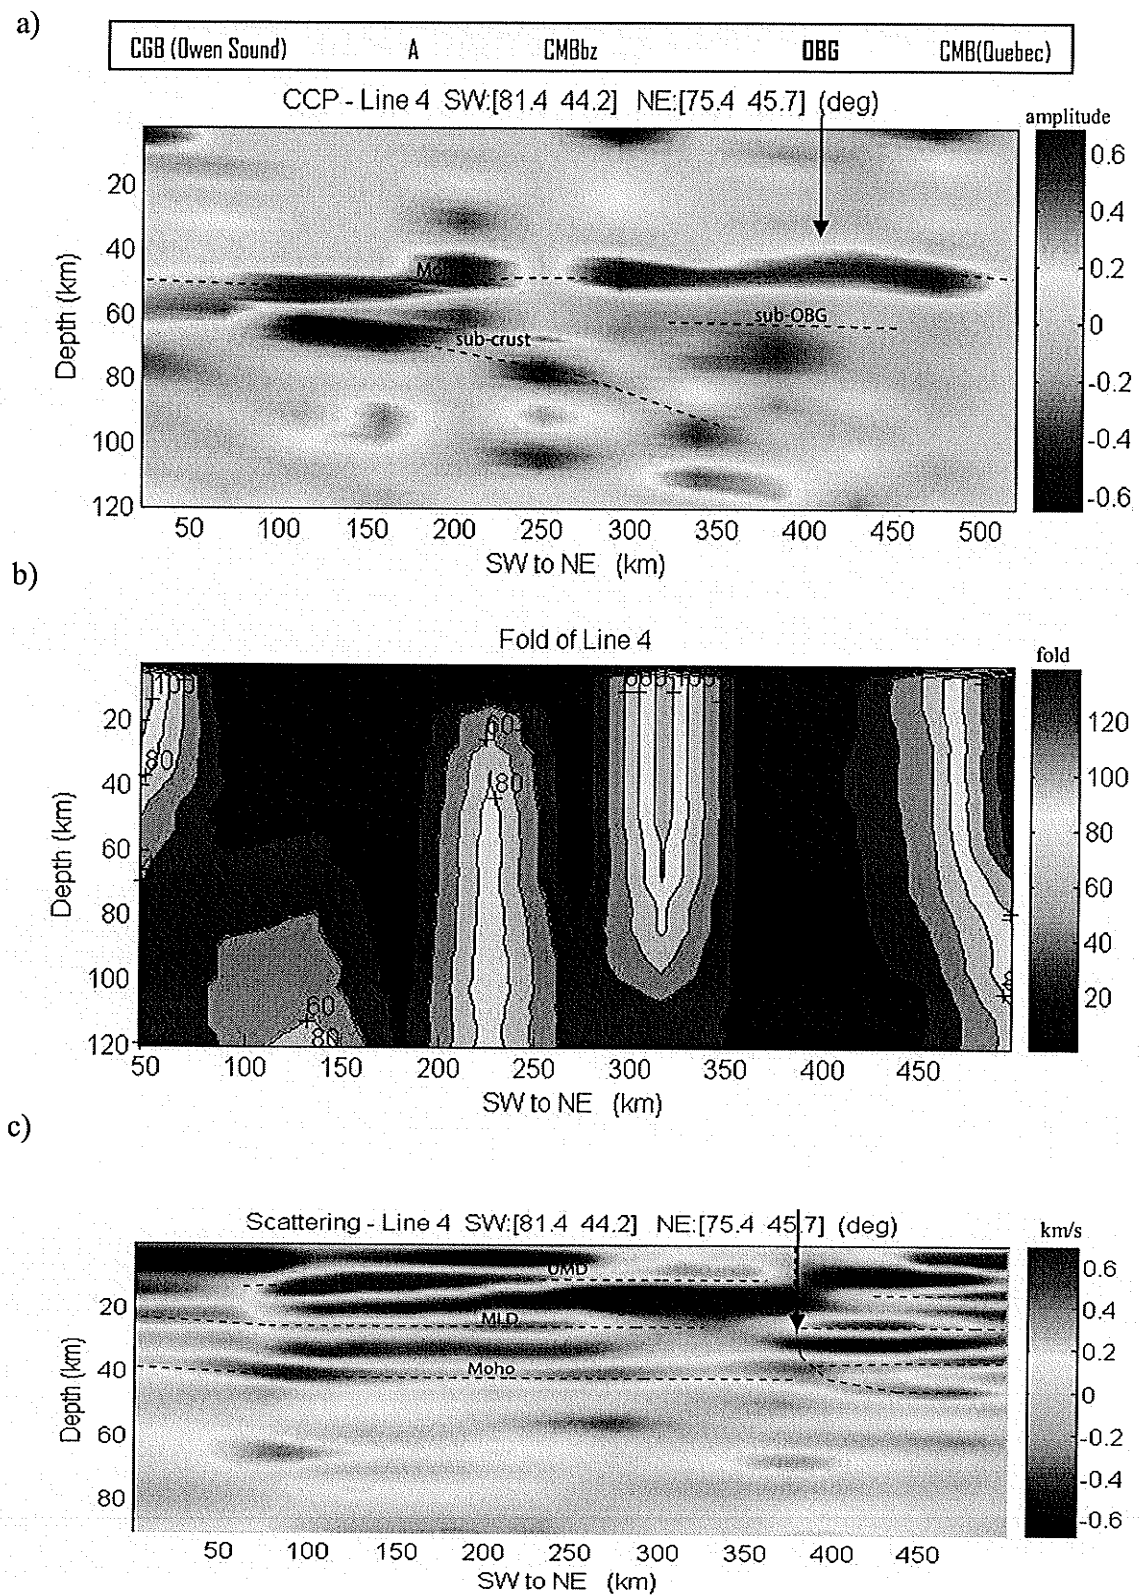 a)
CGB (Owen Sound) A CMBbz OBG CMB(Quebec)
CCP - Line 4 SW:[81.4 44.2] NE:[75.4 45.7] (deg)
amplitude
0.6
0.4
0.2
0
-0.2
-0.4
-0.6
Depth (km)
20
40
60
80
100
120
sub-crust
sub-OBG
50 100 150 200 250 300 350 400 450 500
SW to NE (km)
b)
Fold of Line 4
fold
120
100
80
60
40
20
Depth (km)
20
40
60
80
100
120
100
80
60
80
100
60
80
50 100 150 200 250 300 350 400 450
SW to NE (km)
c)
Scattering - Line 4 SW:[81.4 44.2] NE:[75.4 45.7] (deg)
km/s
0.6
0.4
0.2
0
-0.2
-0.4
-0.6
Depth (km)
20
40
60
80
UMD
MLD
Moho
50 100 150 200 250 300 350 400 450
SW to NE (km)